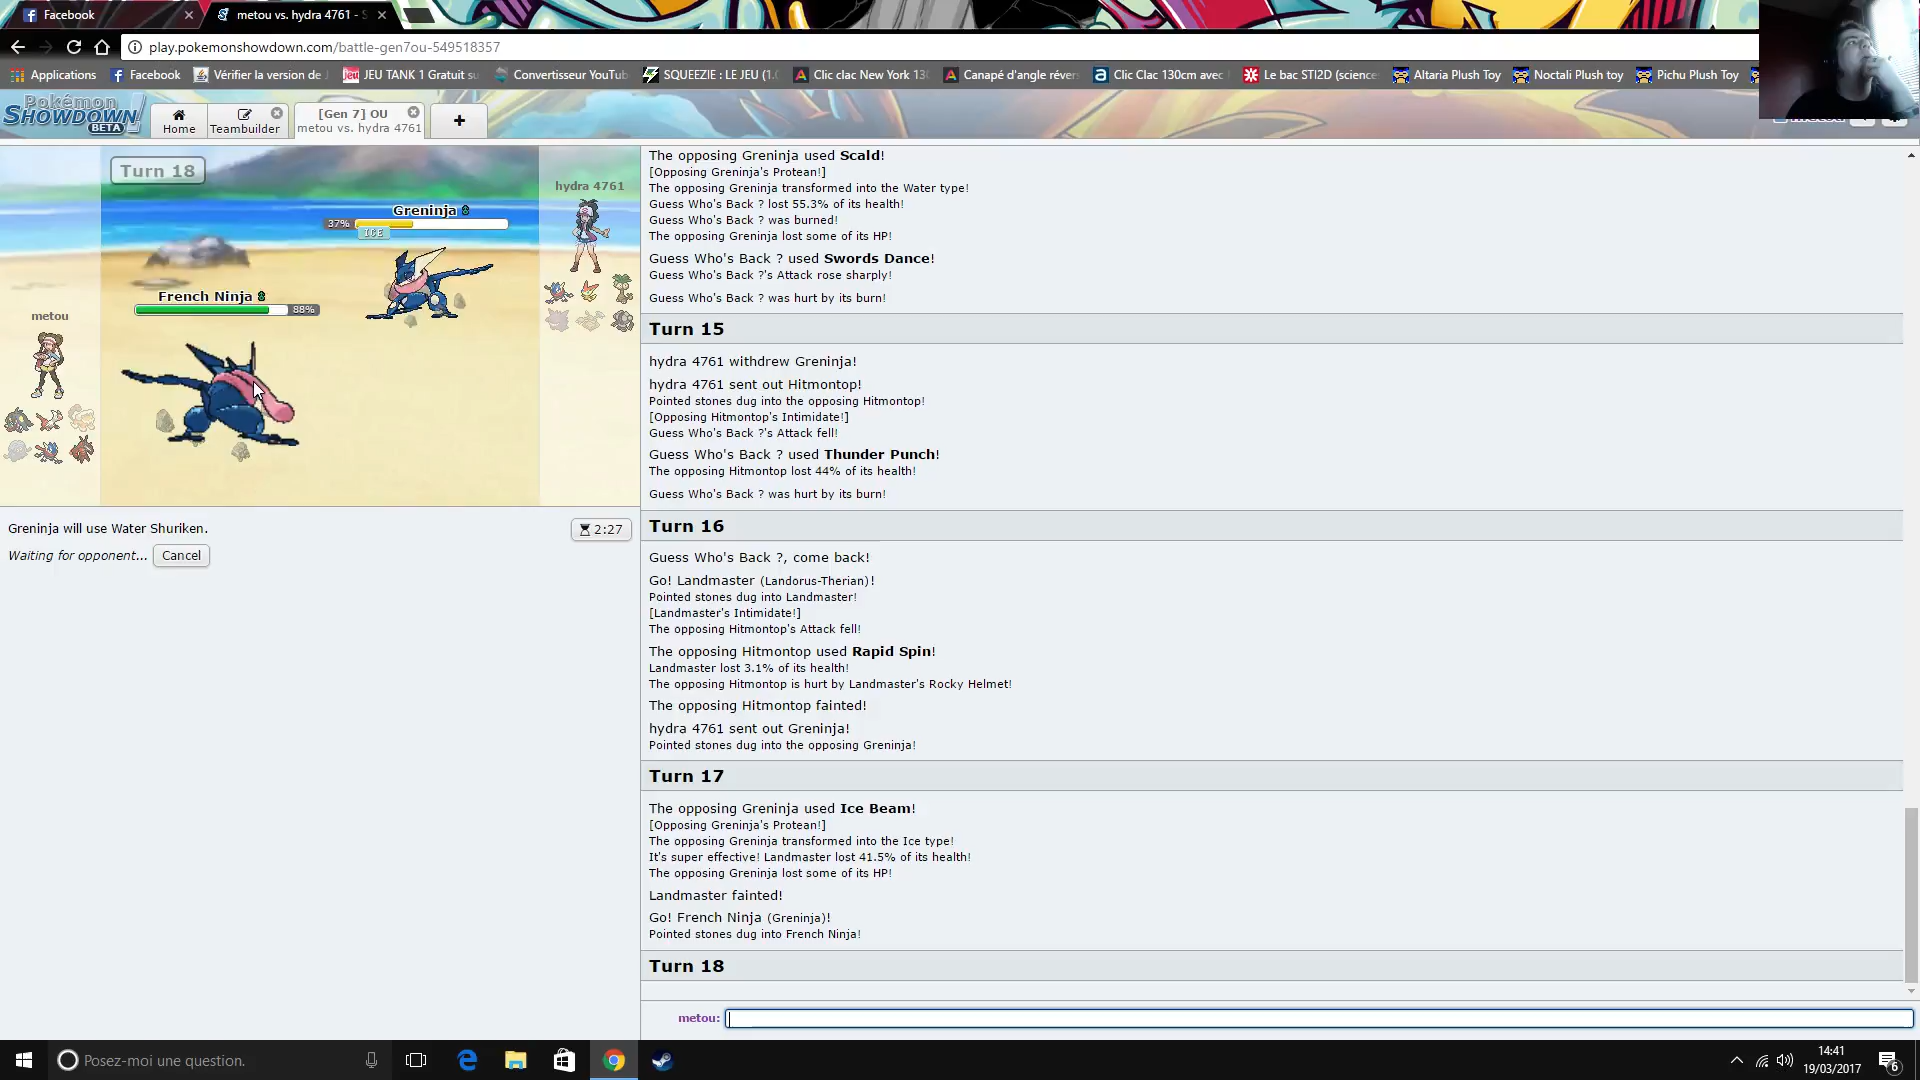 Facebook
metou vs. hydra 4761 - S
play.pokemonshowdown.com/battle-gen7ou-549518357
Applications
Facebook
Vérifier la version de J
JEU TANK 1 Gratuit su
Convertisseur YouTub
SQUEEZIE : LE JEU (1.0
Clic clac New York 13
Canapé d'angle révers
Clic Clac 130cm avec
Le bac STI2D (science
Altaria Plush Toy
Noctali Plush toy
Pichu Plush Toy
Pokémon
SHOWDOWN
BETA
Home
Teambuilder
[Gen 7] OU
metou vs. hydra 4761
Turn 18
hydra 4761
Greninja
37%
ICE
French Ninja
88%
metou
Greninja will use Water Shuriken.
2:27
Waiting for opponent...
Cancel
The opposing Greninja used Scald!
[Opposing Greninja's Protean!]
The opposing Greninja transformed into the Water type!
Guess Who's Back ? lost 55.3% of its health!
Guess Who's Back ? was burned!
The opposing Greninja lost some of its HP!
Guess Who's Back ? used Swords Dance!
Guess Who's Back ?'s Attack rose sharply!
Guess Who's Back ? was hurt by its burn!
Turn 15
hydra 4761 withdrew Greninja!
hydra 4761 sent out Hitmontop!
Pointed stones dug into the opposing Hitmontop!
[Opposing Hitmontop's Intimidate!]
Guess Who's Back ?'s Attack fell!
Guess Who's Back ? used Thunder Punch!
The opposing Hitmontop lost 44% of its health!
Guess Who's Back ? was hurt by its burn!
Turn 16
Guess Who's Back ?, come back!
Go! Landmaster (Landorus-Therian)!
Pointed stones dug into Landmaster!
[Landmaster's Intimidate!]
The opposing Hitmontop's Attack fell!
The opposing Hitmontop used Rapid Spin!
Landmaster lost 3.1% of its health!
The opposing Hitmontop is hurt by Landmaster's Rocky Helmet!
The opposing Hitmontop fainted!
hydra 4761 sent out Greninja!
Pointed stones dug into the opposing Greninja!
Turn 17
The opposing Greninja used Ice Beam!
[Opposing Greninja's Protean!]
The opposing Greninja transformed into the Ice type!
It's super effective! Landmaster lost 41.5% of its health!
The opposing Greninja lost some of its HP!
Landmaster fainted!
Go! French Ninja (Greninja)!
Pointed stones dug into French Ninja!
Turn 18
metou:
Posez-moi une question.
14:41
19/03/2017
6